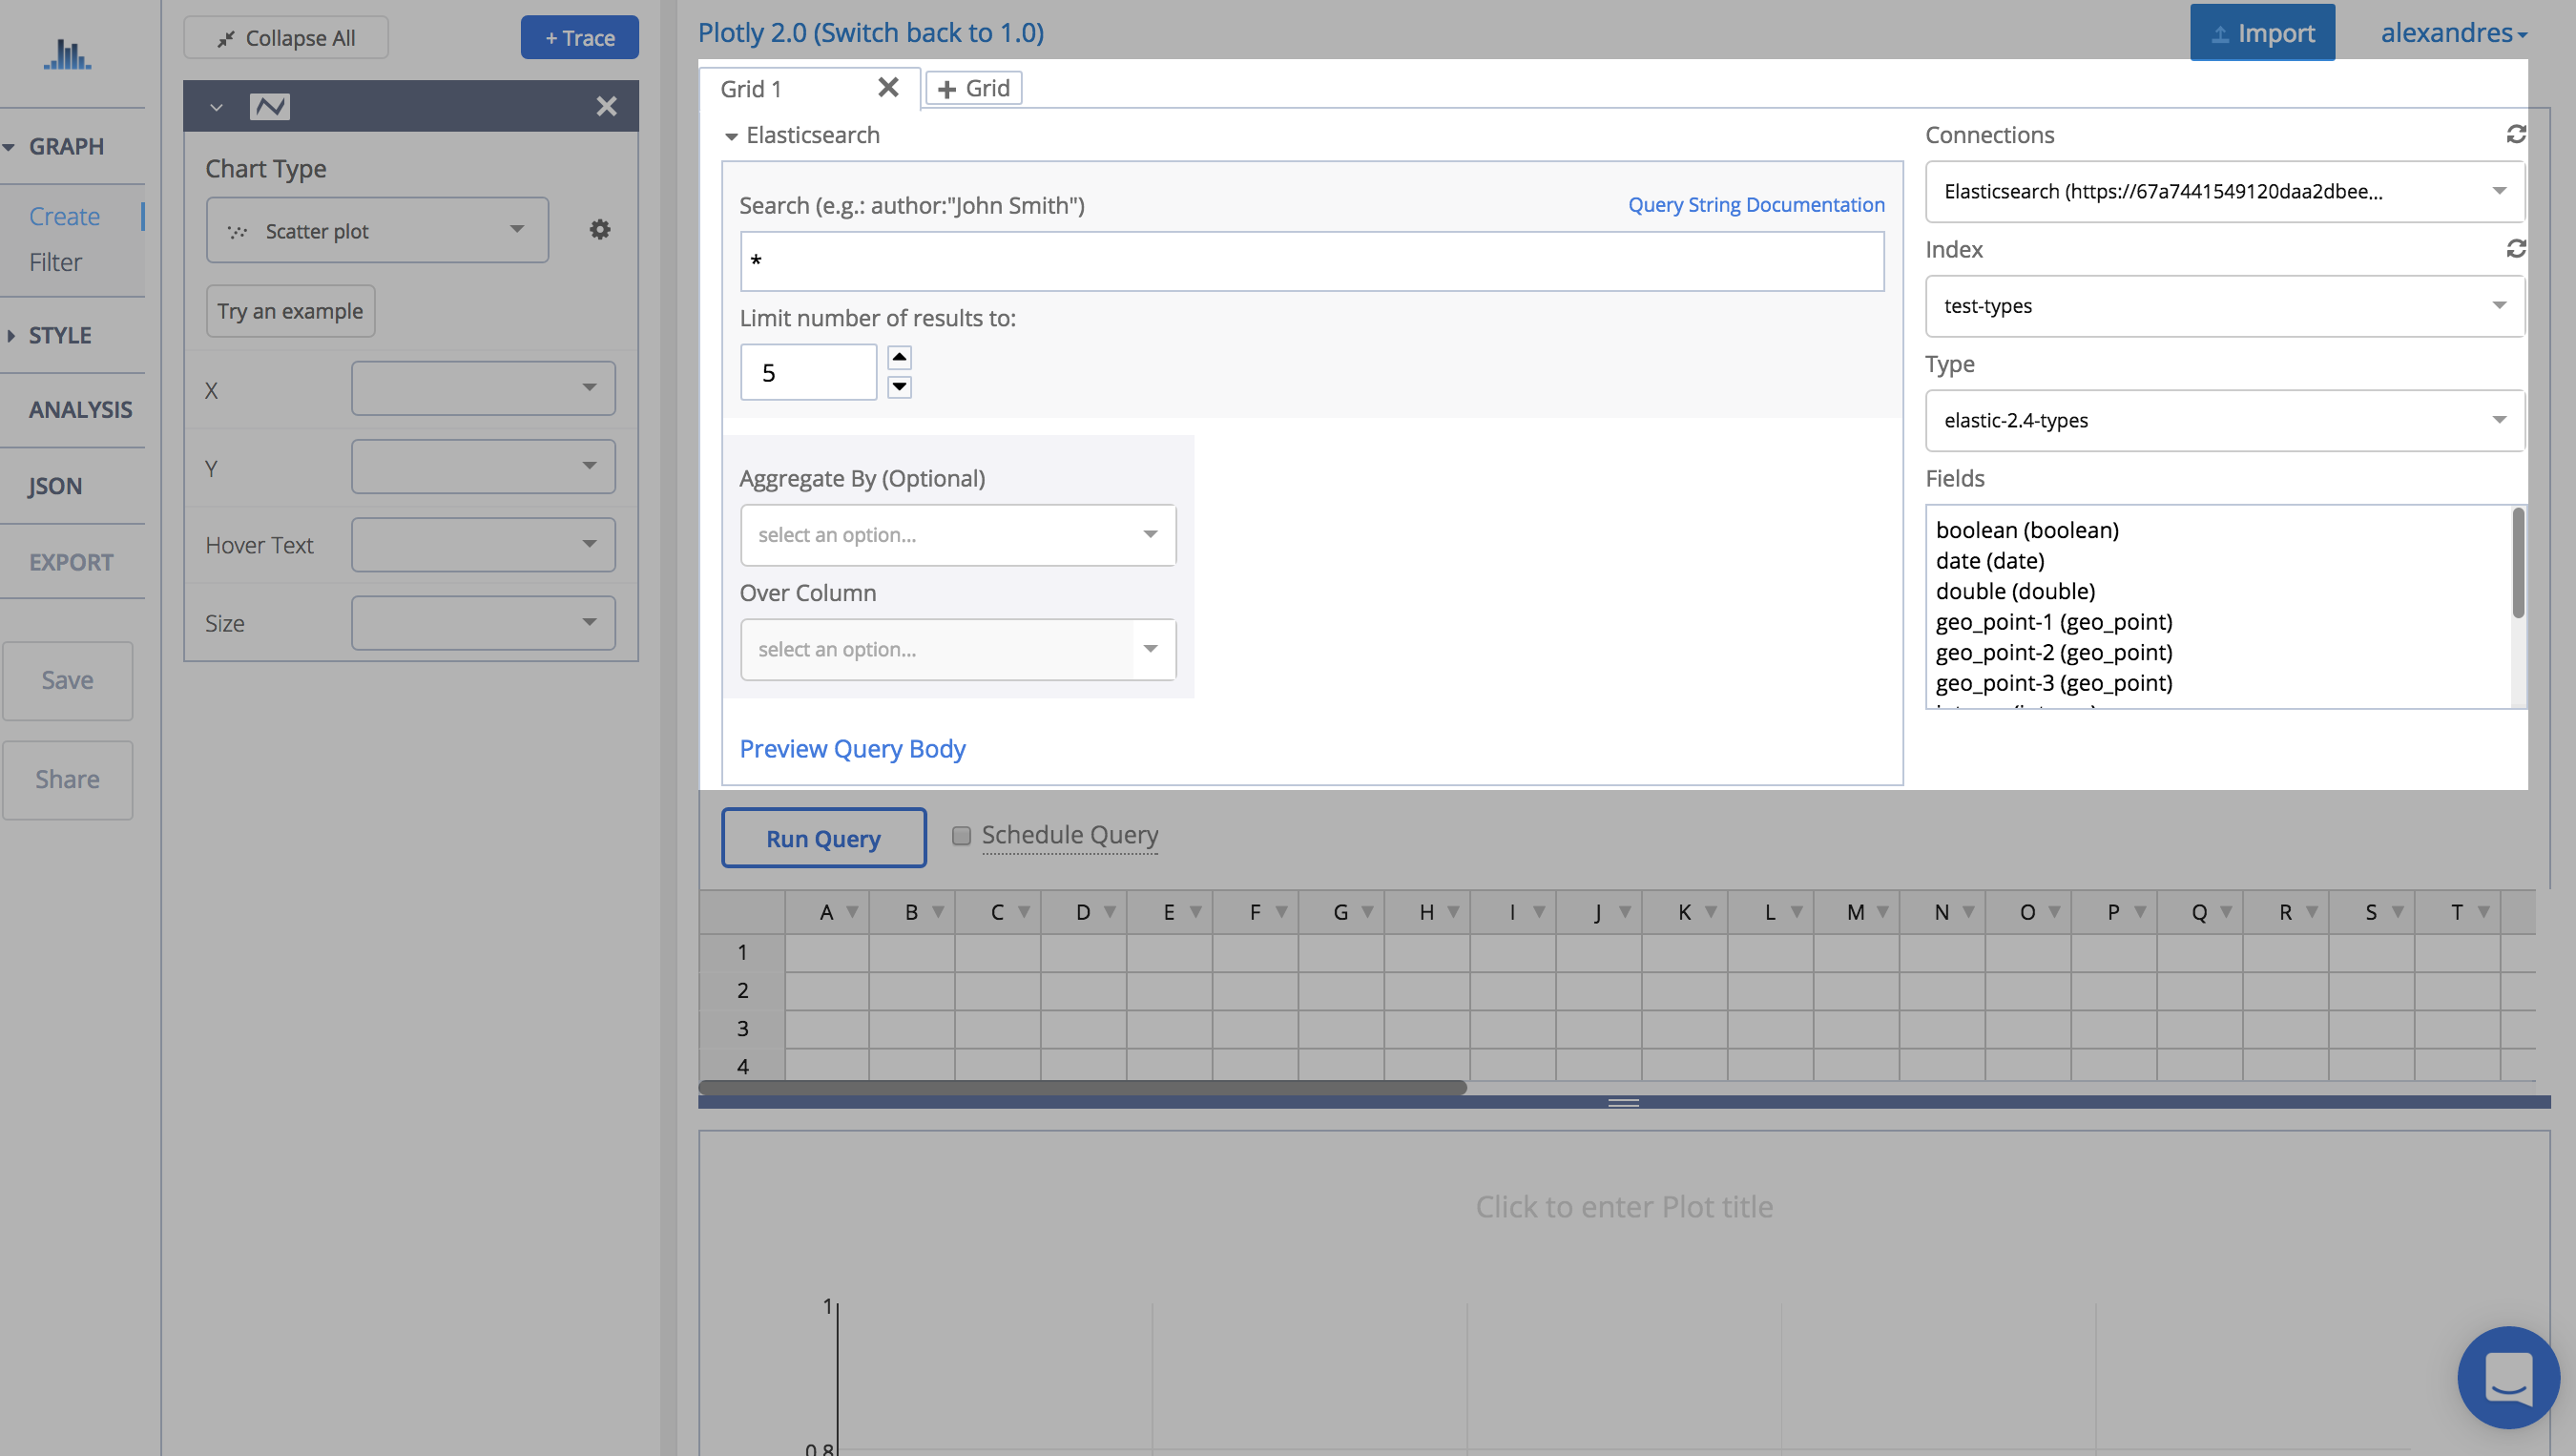 Collapse All
+ Trace
Plotly 2.0 (Switch back to 1.0)
Import
alexandres
GRAPH
Create
Filter
STYLE
ANALYSIS
JSON
EXPORT
Save
Share
Chart Type
Scatter plot
Try an example
X
Y
Hover Text
Size
Grid 1
+ Grid
Elasticsearch
Search (e.g.: author:"John Smith")
Query String Documentation
*
Limit number of results to:
5
Aggregate By (Optional)
select an option...
Over Column
select an option...
Preview Query Body
Connections
Elasticsearch (https://67a7441549120daa2dbee...
Index
test-types
Type
elastic-2.4-types
Fields
boolean (boolean)
date (date)
double (double)
geo_point-1 (geo_point)
geo_point-2 (geo_point)
geo_point-3 (geo_point)
Run Query
Schedule Query
A B C D E F G H I J K L M N O P Q R S T
1
2
3
4
Click to enter Plot title
1
0.8